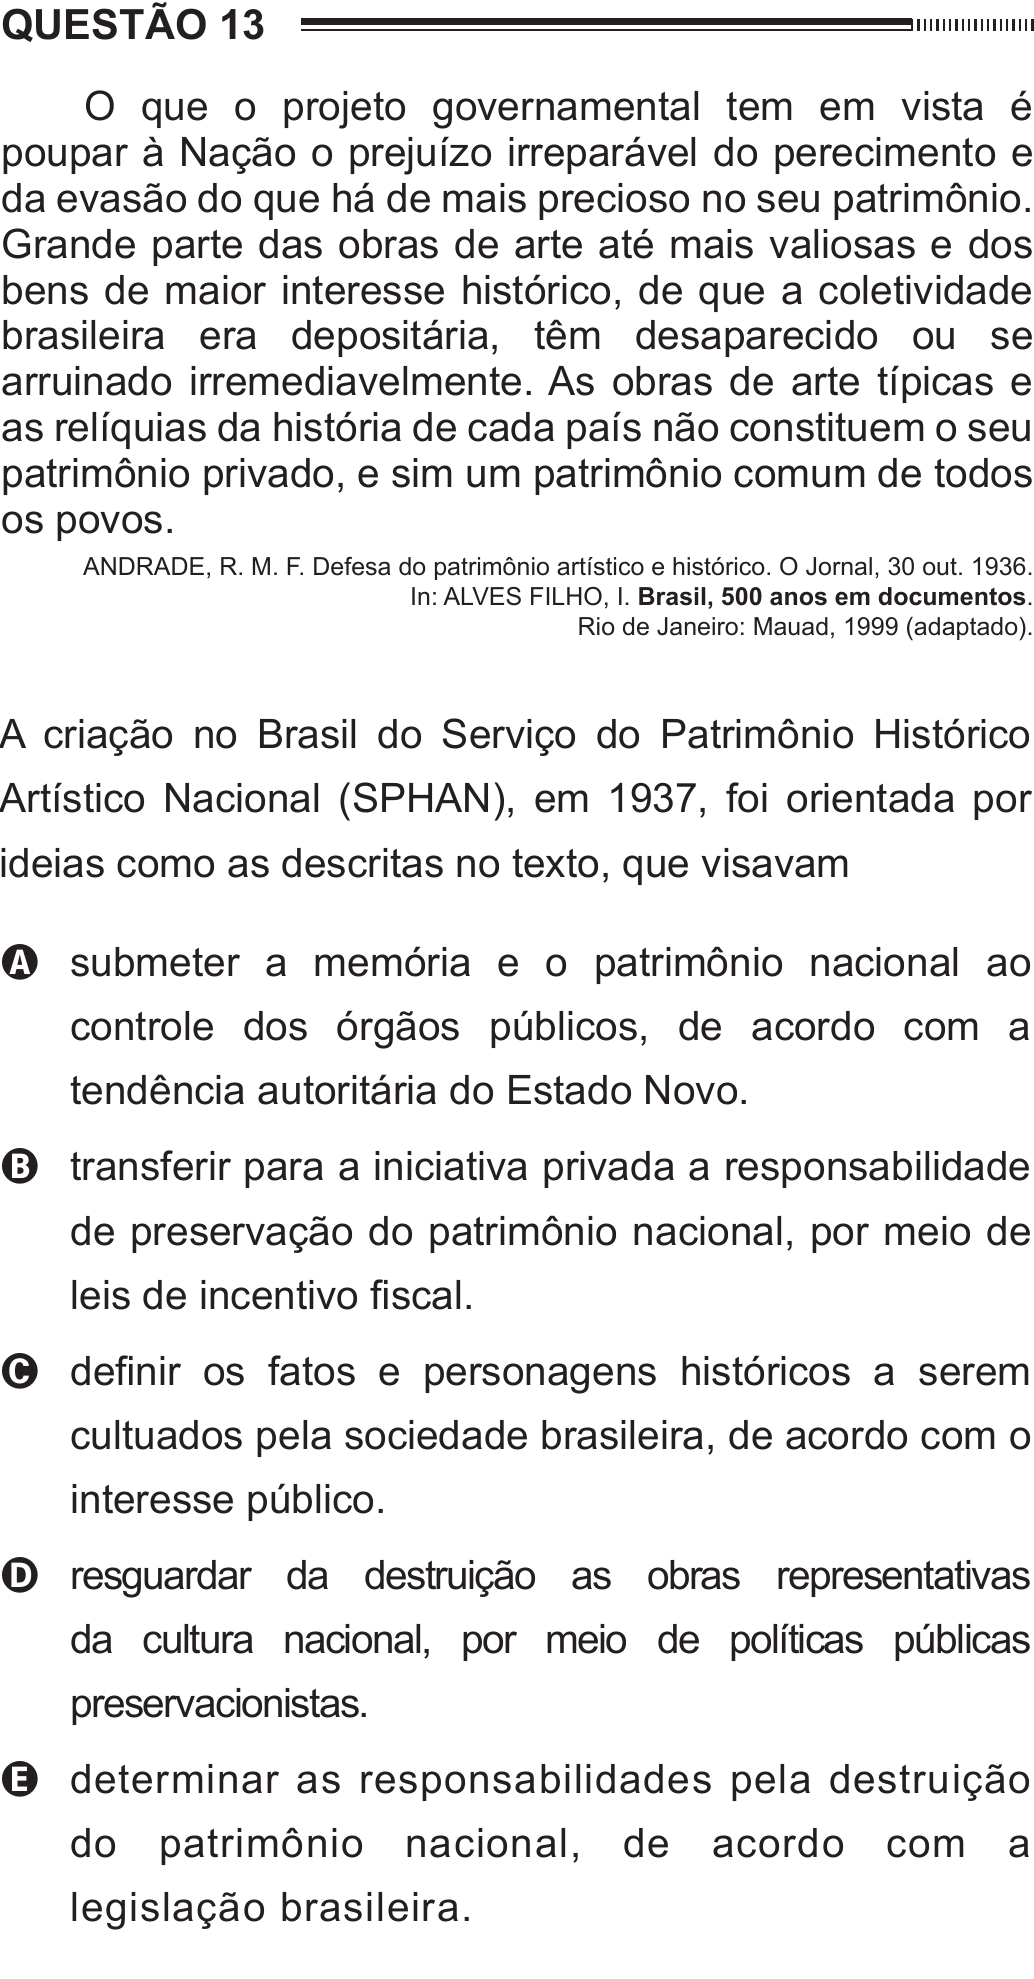 QUESTÃO 13
O que o projeto governamental tem em vista é
poupar à Nação o prejuízo irreparável do perecimento e
da evasão do que há de mais precioso no seu patrimônio.
Grande parte das obras de arte até mais valiosas e dos
bens de maior interesse histórico, de que a coletividade
brasileira era depositária, têm desaparecido ou se
arruinado irremediavelmente. As obras de arte típicas e
as relíquias da história de cada país não constituem o seu
patrimônio privado, e sim um patrimônio comum de todos
os povos.
ANDRADE, R. M. F. Defesa do patrimônio artístico e histórico. O Jornal, 30 out. 1936.
In: ALVES FILHO, I. Brasil, 500 anos em documentos.
Rio de Janeiro: Mauad, 1999 (adaptado).
A criação no Brasil do Serviço do Patrimônio Histórico
Artístico Nacional (SPHAN), em 1937, foi orientada por
ideias como as descritas no texto, que visavam
A submeter a memória e o patrimônio nacional ao
controle dos órgãos públicos, de acordo com a
tendência autoritária do Estado Novo.
B transferir para a iniciativa privada a responsabilidade
de preservação do patrimônio nacional, por meio de
leis de incentivo fiscal.
C definir os fatos e personagens históricos a serem
cultuados pela sociedade brasileira, de acordo com o
interesse público.
D resguardar da destruição as obras representativas
da cultura nacional, por meio de políticas públicas
preservacionistas.
E determinar as responsabilidades pela destruição
do patrimônio nacional, de acordo com a
legislação brasileira.